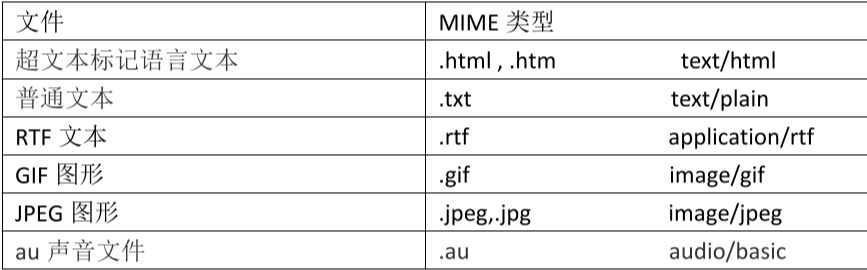 文件 MIME 类型
超文本标记语言文本 .html , .htm text/html
普通文本 .txt text/plain
RTF 文本 .rtf application/rtf
GIF 图形 .gif image/gif
JPEG 图形 .jpeg,.jpg image/jpeg
au 声音文件 .au audio/basic